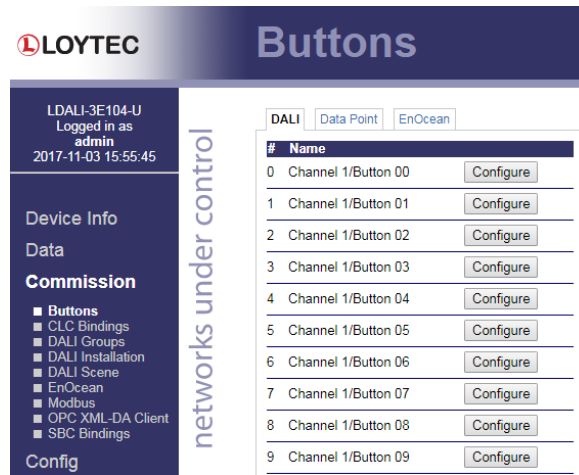 LOYTEC
Buttons
LDALI-3E104-U
Logged in as
admin
2017-11-03 15:55:45
Device Info
Data
Commission
Buttons
CLC Bindings
DALI Groups
DALI Installation
DALI Scene
EnOcean
Modbus
OPC XML-DA Client
SBC Bindings
Config
networks under control
DALI Data Point EnOcean
# Name
0 Channel 1/Button 00 Configure
1 Channel 1/Button 01 Configure
2 Channel 1/Button 02 Configure
3 Channel 1/Button 03 Configure
4 Channel 1/Button 04 Configure
5 Channel 1/Button 05 Configure
6 Channel 1/Button 06 Configure
7 Channel 1/Button 07 Configure
8 Channel 1/Button 08 Configure
9 Channel 1/Button 09 Configure